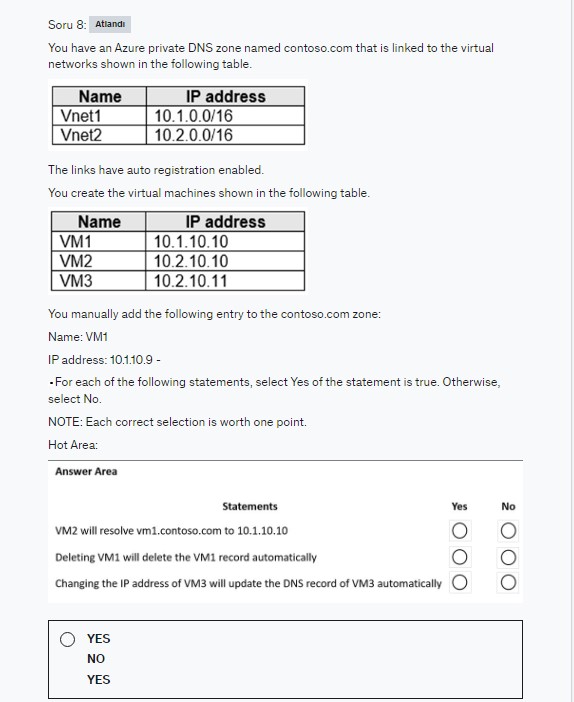 Soru 8: Atlandı
You have an Azure private DNS zone named contoso.com that is linked to the virtual
networks shown in the following table.
Name IP address
Vnet1 10.1.0.0/16
Vnet2 10.2.0.0/16
The links have auto registration enabled.
You create the virtual machines shown in the following table.
Name IP address
VM1 10.1.10.10
VM2 10.2.10.10
VM3 10.2.10.11
You manually add the following entry to the contoso.com zone:
Name: VM1
IP address: 10.1.10.9 -
•For each of the following statements, select Yes of the statement is true. Otherwise,
select No.
NOTE: Each correct selection is worth one point.
Hot Area:
Answer Area
Statements Yes No
VM2 will resolve vm1.contoso.com to 10.1.10.10
Deleting VM1 will delete the VM1 record automatically
Changing the IP address of VM3 will update the DNS record of VM3 automatically
YES
NO
YES